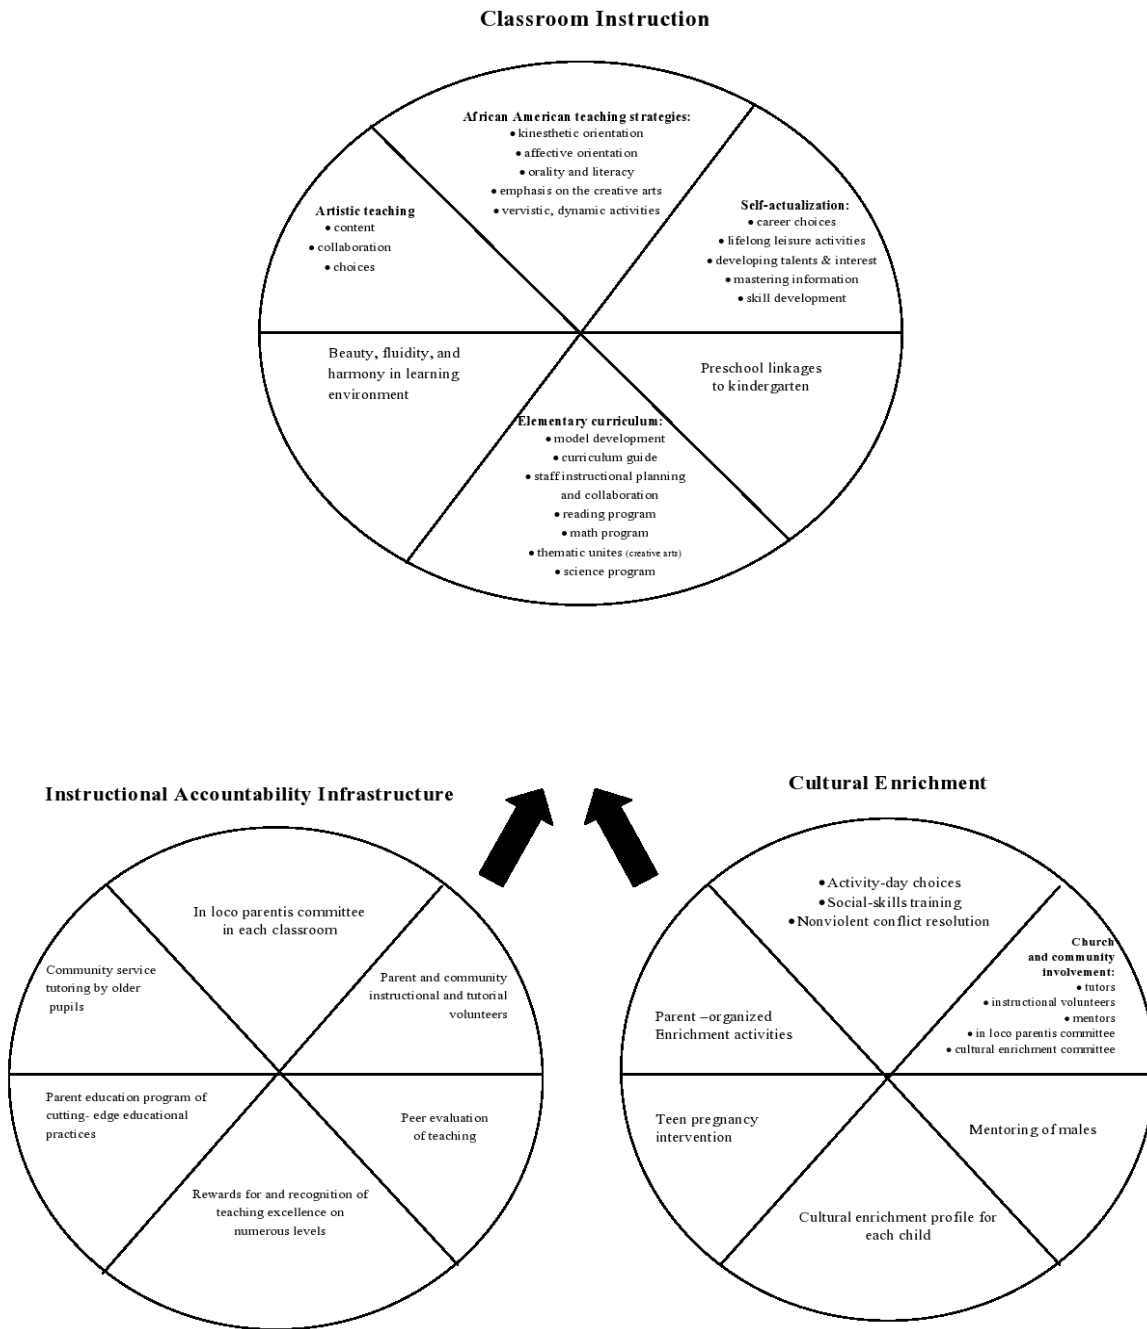 Classroom Instruction
African American teaching strategies:
• kinesthetic orientation
• affective orientation
• orality and literacy
• emphasis on the creative arts
• vervistic, dynamic activities
Artistic teaching
• content
• collaboration
• choices
Self-actualization:
• career choices
• lifelong leisure activities
• developing talents & interest
• mastering information
• skill development
Beauty, fluidity, and
harmony in learning
environment
Preschool linkages
to kindergarten
Elementary curriculum:
• model development
• curriculum guide
• staff instructional planning
and collaboration
• reading program
• math program
• thematic unites (creative arts)
• science program
Instructional Accountability Infrastructure
In loco parentis committee
in each classroom
Community service
tutoring by older
pupils
Parent and community
instructional and tutorial
volunteers
Parent education program of
cutting- edge educational
practices
Peer evaluation
of teaching
Rewards for and recognition of
teaching excellence on
numerous levels
Cultural Enrichment
• Activity-day choices
• Social-skills training
• Nonviolent conflict resolution
Church
and community
involvement:
• tutors
• instructional volunteers
• mentors
• in loco parentis committee
• cultural enrichment committee
Parent –organized
Enrichment activities
Teen pregnancy
intervention
Mentoring of males
Cultural enrichment profile for
each child